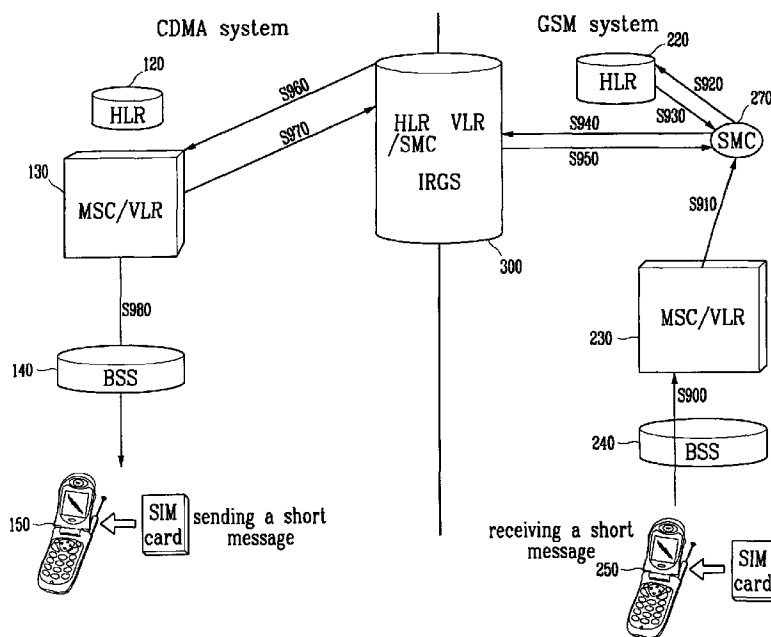 CDMA system
GSM system
120
HLR
220
HLR
S920
270
S930
SMC
S960
S970
HLR
/SMC
VLR
IRGS
300
S940
S950
S910
130
MSC/VLR
MSC/VLR
230
S980
S900
140
BSS
240
BSS
150
SIM
card
sending a short
message
receiving a short
message
250
SIM
card